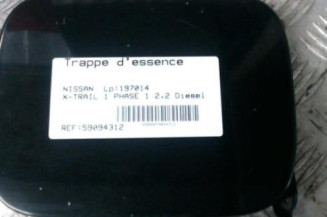 Trappe d'essence
NISSAN Lp:197014
X-TRAIL 1 PHASE 1 2.2 Diesel
REF:59094312